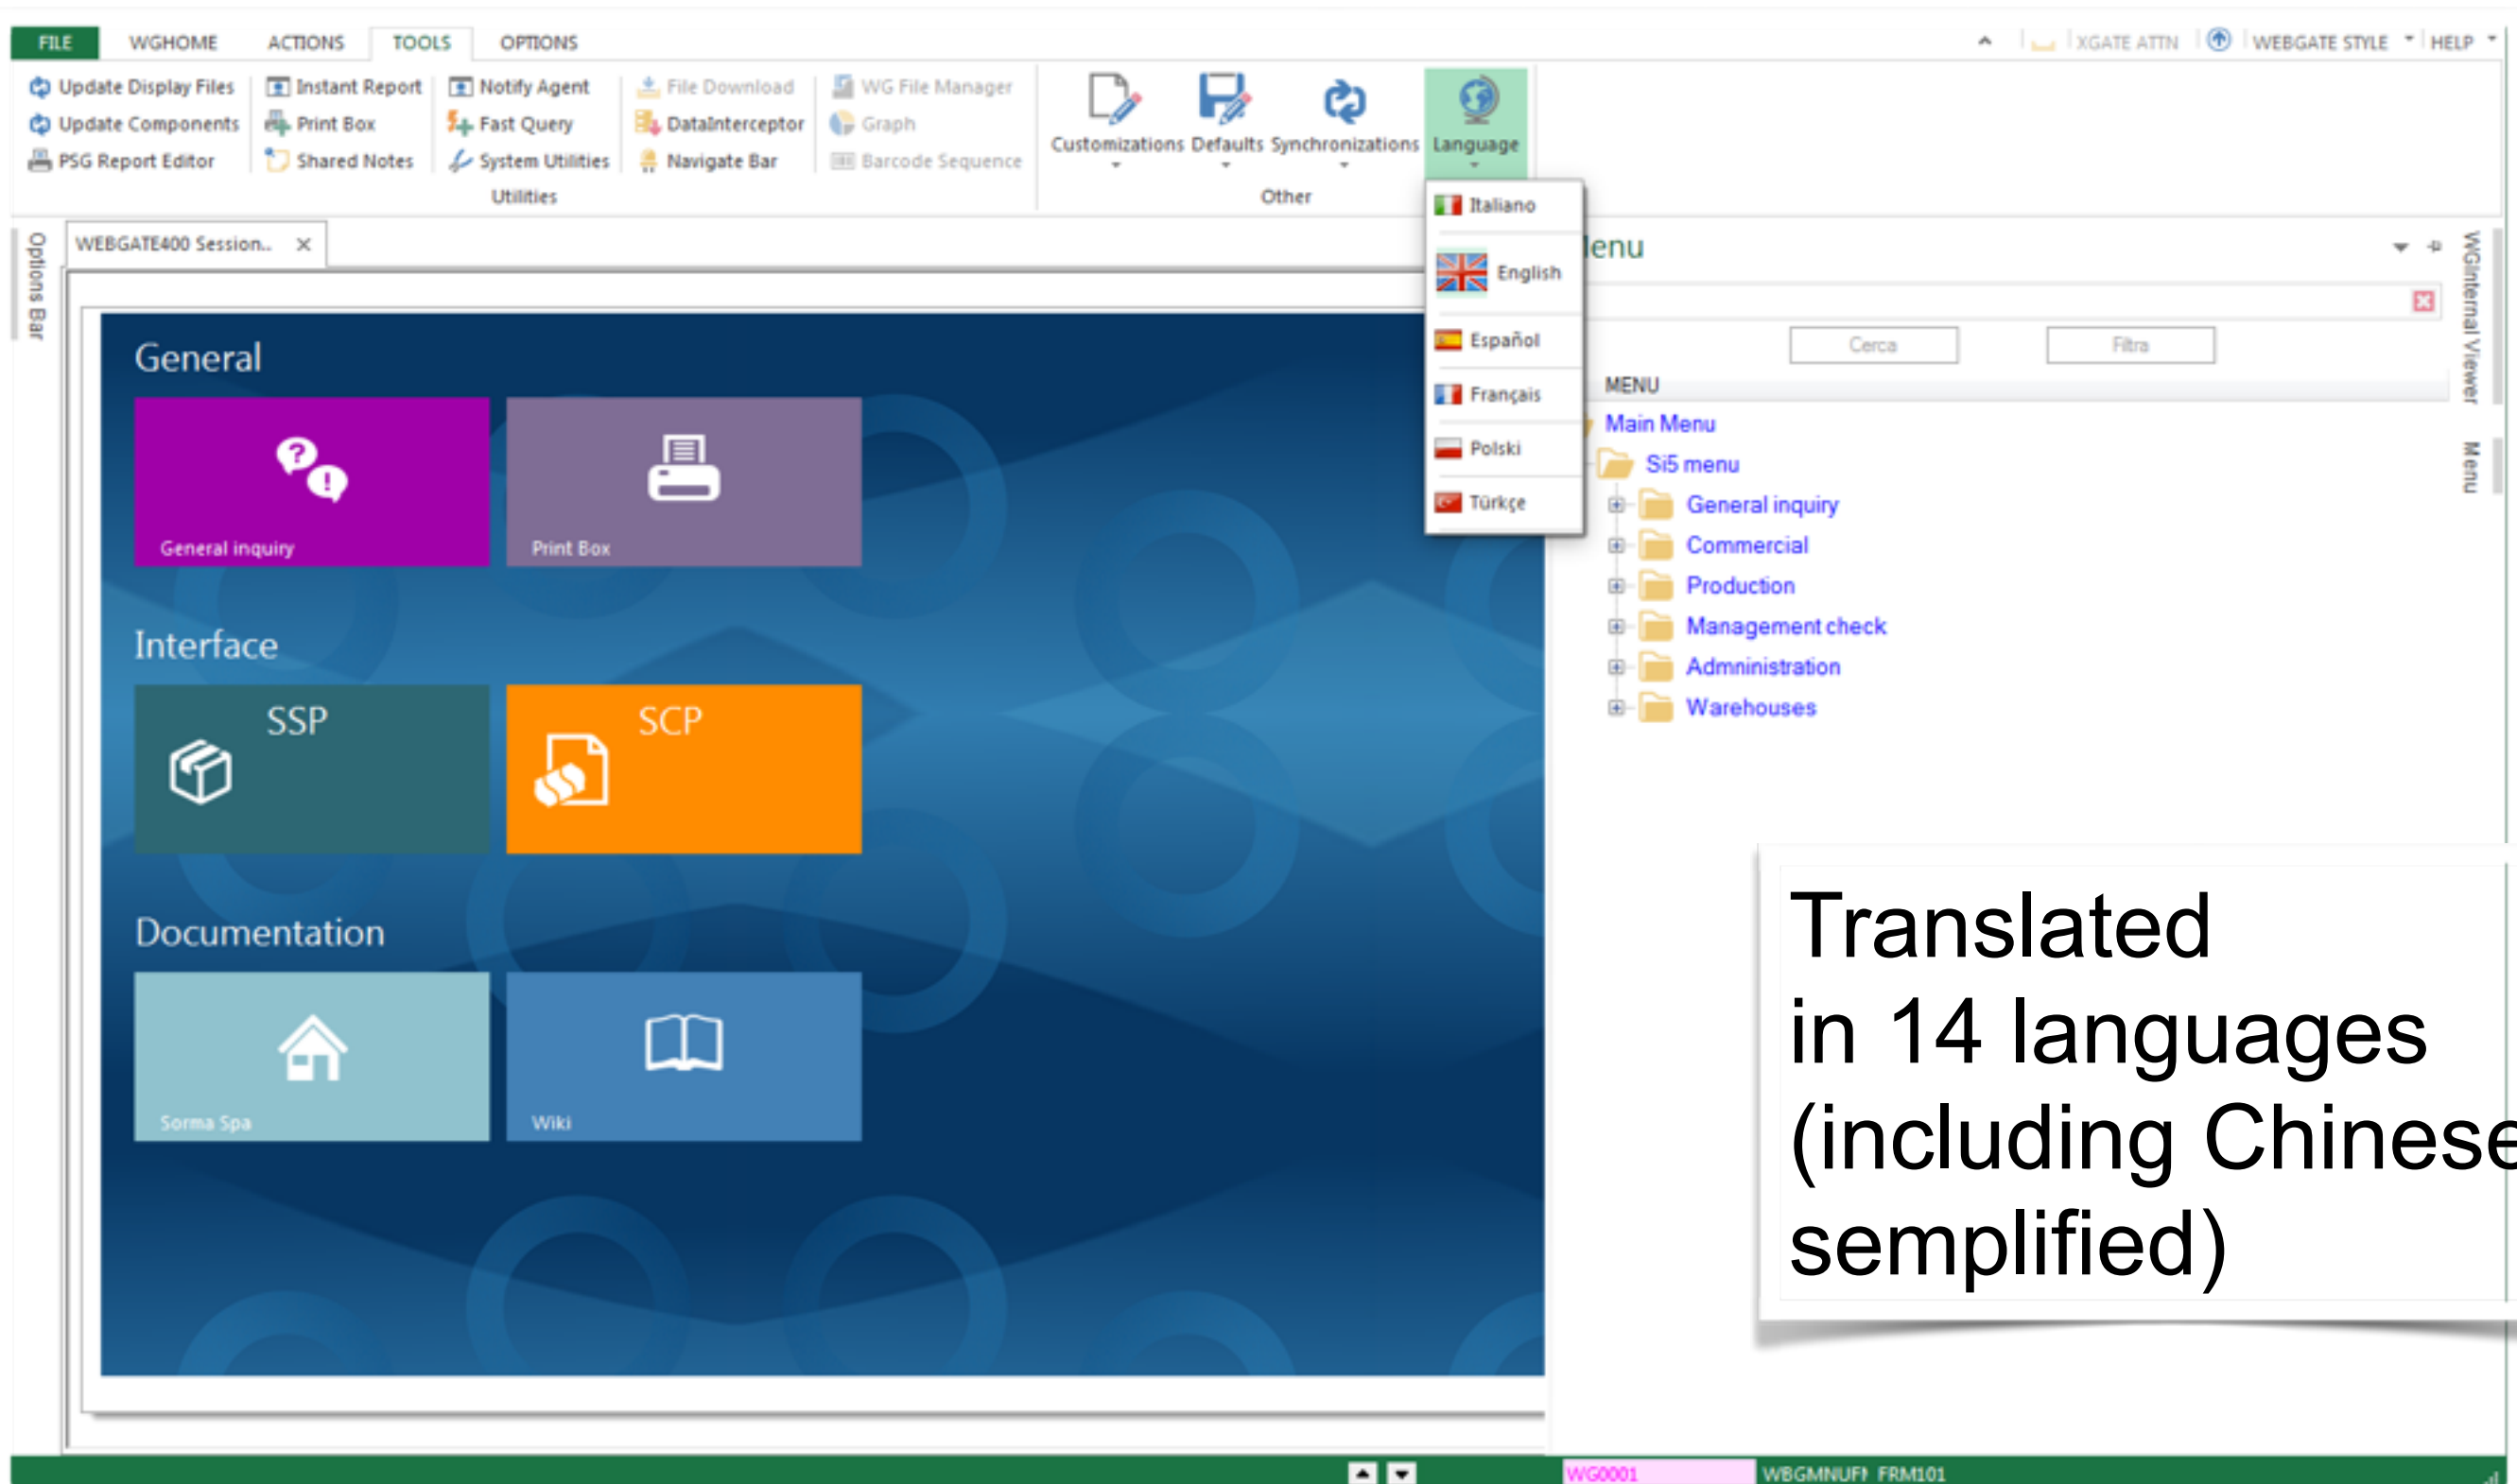 FILE WGHOME ACTIONS TOOLS OPTIONS XGATE ATTN WEBGATE STYLE HELP
Update Display Files Instant Report Notify Agent File Download WG File Manager
Update Components Print Box Fast Query DataInterceptor Graph
PSG Report Editor Shared Notes System Utilities Navigate Bar Barcode Sequence
Customizations Defaults Synchronizations Language
Utilities Other
Italiano
English
Español
Français
Polski
Türkçe
Options Bar
WEBGATE400 Session..
General
General inquiry Print Box
Interface
SSP SCP
Documentation
Sorma Spa Wiki
enu
Cerca Filtra
MENU
Main Menu
Si5 menu
General inquiry
Commercial
Production
Management check
Admninistration
Warehouses
WGInternal Viewer
Menu
Translated
in 14 languages
(including Chinese
semplified)
WG0001 WBGMNUFN FRM101